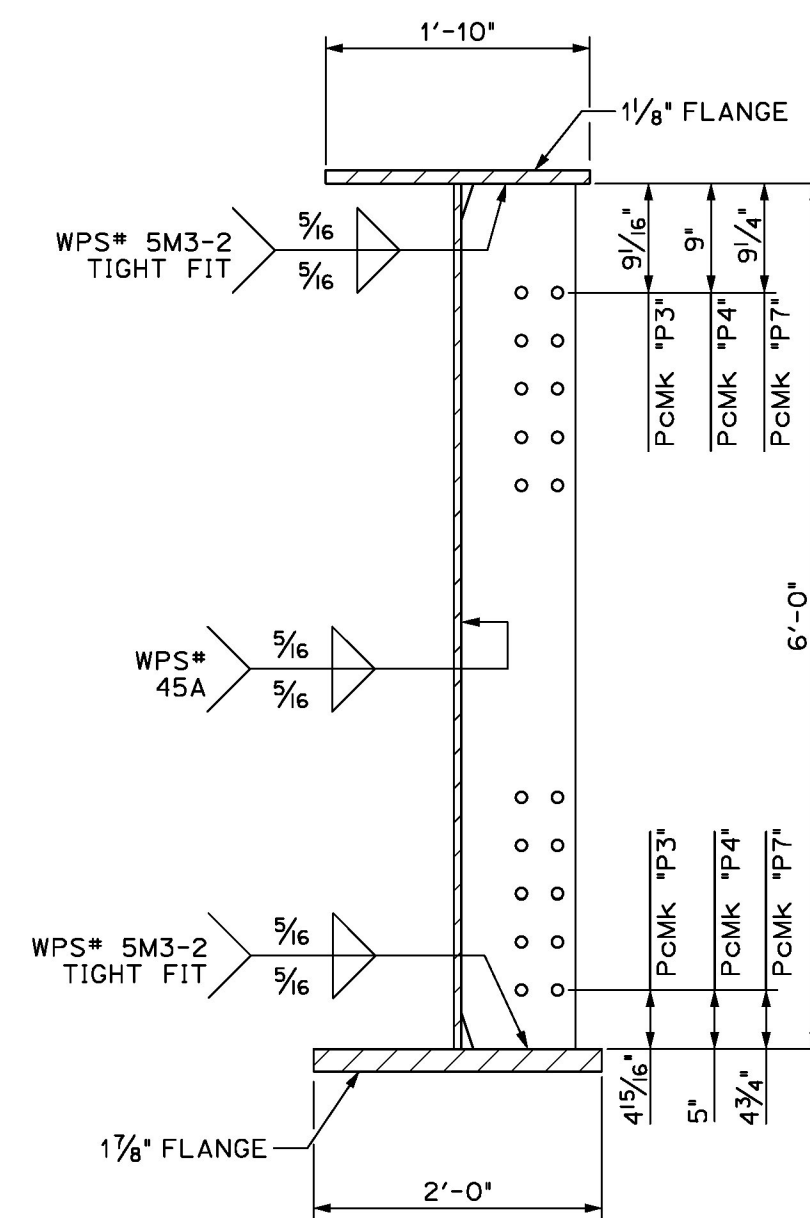 1'-10"
1 1/8" FLANGE
WPS# 5M3-2
TIGHT FIT
5/16
5/16
9 1/16"
9"
9 1/4"
PcMk "P3"
PcMk "P4"
PcMk "P7"
6'-0"
WPS#
45A
5/16
5/16
PcMk "P3"
PcMk "P4"
PcMk "P7"
WPS# 5M3-2
TIGHT FIT
5/16
5/16
4 15/16"
5"
4 3/4"
1 7/8" FLANGE
2'-0"